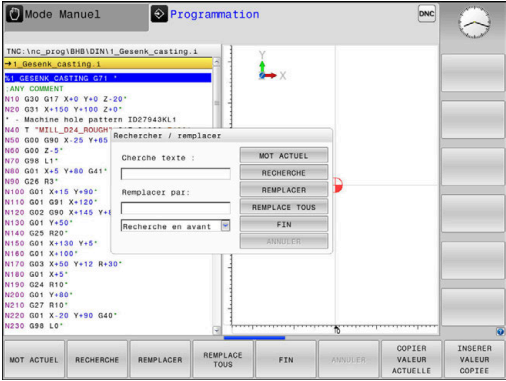 Mode Manuel
Programmation
DNC
TNC:\nc_prog\BHB\DIN\1_Gesenk_casting.i
→1_Gesenk_casting.i
%1_GESENK_CASTING G71 *
;ANY COMMENT
N10 G30 G17 X+0 Y+0 Z-20*
N20 G31 X+150 Y+100 Z+0*
* - Machine hole pattern ID27943KL1
N40 T "MILL_D24_ROUGH"
N50 G00 G90 X-25 Y+65
N60 G00 Z-5*
N70 G98 L1*
N80 G01 X+5 Y+80 G41*
N90 G26 R3*
N100 G01 X+15 Y+90*
N110 G01 G91 X+120*
N120 G02 G90 X+145 Y+8
N130 G01 Y+50*
N140 G25 R20*
N150 G01 X+130 Y+5*
N160 G01 X+100*
N170 G03 X+50 Y+12 R+30*
N180 G01 X+5*
N190 G24 R10*
N200 G01 Y+80*
N210 G27 R10*
N220 G01 X-20 Y+90 G40*
N230 G98 L0*
Y
X
Rechercher / remplacer
Cherche texte :
Remplacer par:
Recherche en avant
MOT ACTUEL
RECHERCHE
REMPLACER
REMPLACE TOUS
FIN
ANNULER
MOT ACTUEL
RECHERCHE
REMPLACER
REMPLACE
TOUS
FIN
ANNULER
COPIER
VALEUR
ACTUELLE
INSERER
VALEUR
COPIEE